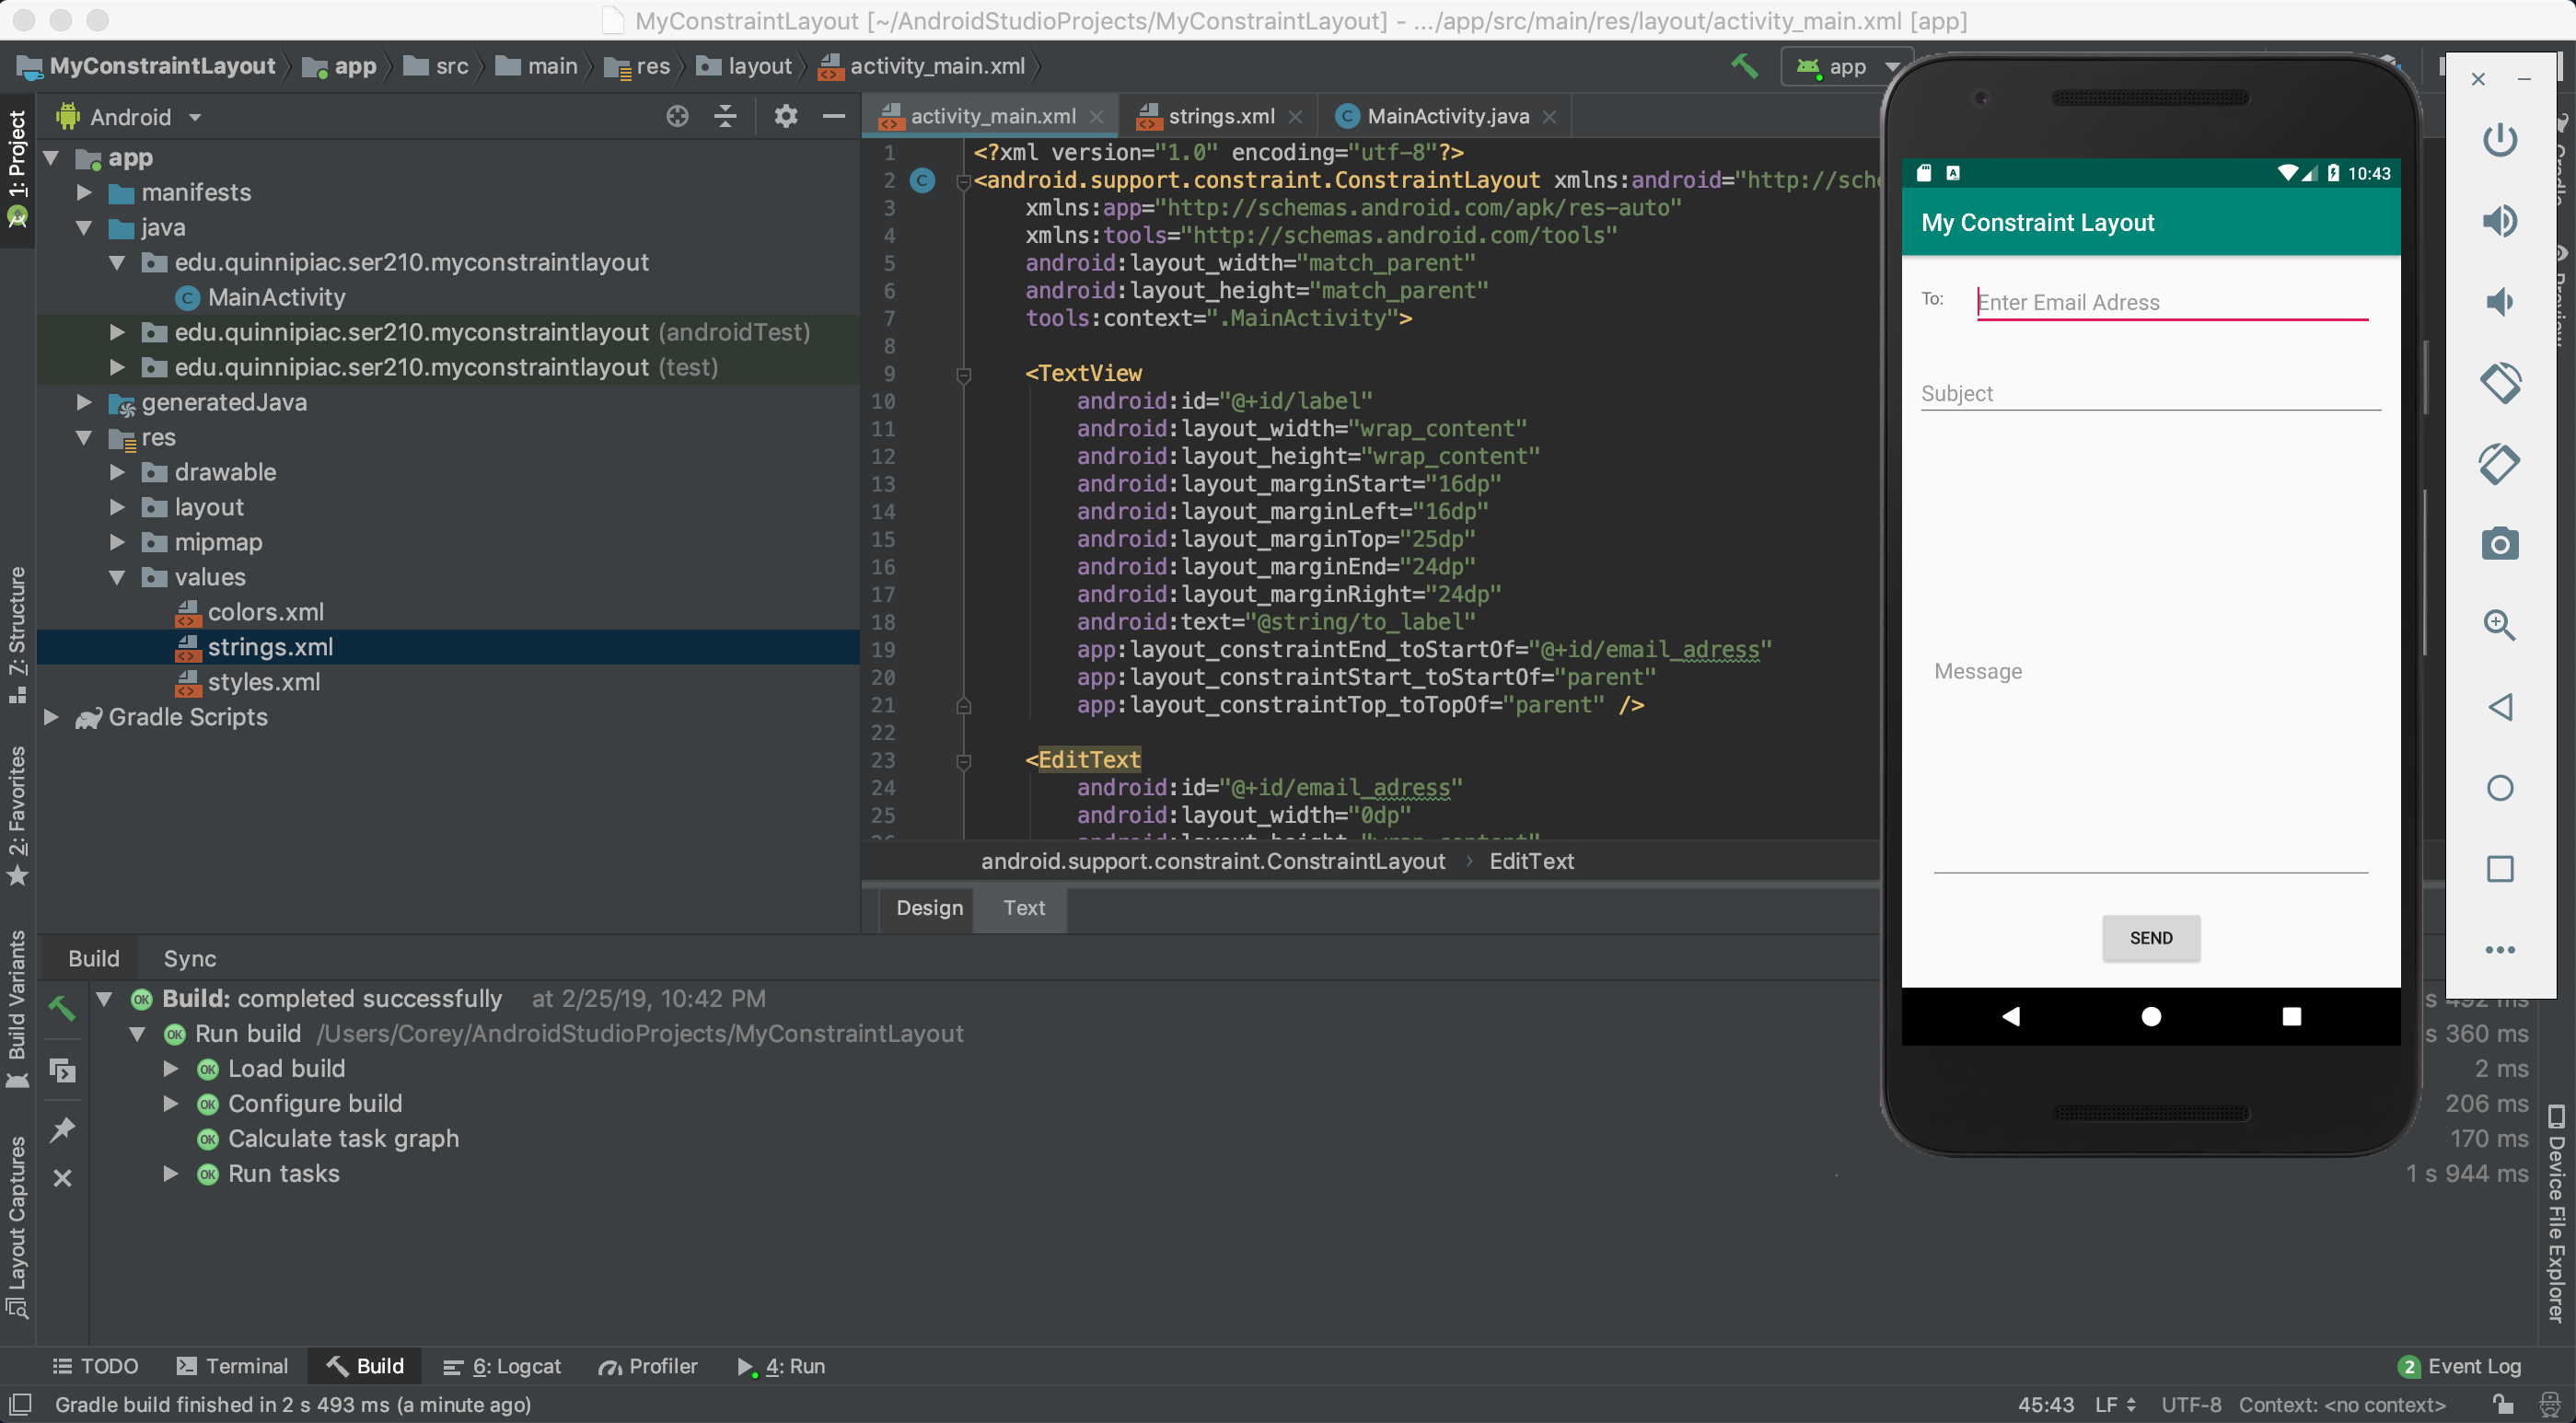 MyConstraintLayout [~/AndroidStudioProjects/MyConstraintLayout] - .../app/src/main/res/layout/activity_main.xml [app]
MyConstraintLayout app src main res layout activity_main.xml app
1: Project
Z: Structure
2: Favorites
Build Variants
Layout Captures
Android
app
manifests
java
edu.quinnipiac.ser210.myconstraintlayout
MainActivity
edu.quinnipiac.ser210.myconstraintlayout (androidTest)
edu.quinnipiac.ser210.myconstraintlayout (test)
generatedJava
res
drawable
layout
mipmap
values
colors.xml
strings.xml
styles.xml
Gradle Scripts
activity_main.xml strings.xml MainActivity.java
1 <?xml version="1.0" encoding="utf-8"?>
2 <android.support.constraint.ConstraintLayout xmlns:android="http://sche
3 xmlns:app="http://schemas.android.com/apk/res-auto"
4 xmlns:tools="http://schemas.android.com/tools"
5 android:layout_width="match_parent"
6 android:layout_height="match_parent"
7 tools:context=".MainActivity">
8
9 <TextView
10 android:id="@+id/label"
11 android:layout_width="wrap_content"
12 android:layout_height="wrap_content"
13 android:layout_marginStart="16dp"
14 android:layout_marginLeft="16dp"
15 android:layout_marginTop="25dp"
16 android:layout_marginEnd="24dp"
17 android:layout_marginRight="24dp"
18 android:text="@string/to_label"
19 app:layout_constraintEnd_toStartOf="@+id/email_adress"
20 app:layout_constraintStart_toStartOf="parent"
21 app:layout_constraintTop_toTopOf="parent" />
22
23 <EditText
24 android:id="@+id/email_adress"
25 android:layout_width="0dp"
android.support.constraint.ConstraintLayout › EditText
Design Text
10:43
My Constraint Layout
To: Enter Email Adress
Subject
Message
SEND
Build Sync
Build: completed successfully at 2/25/19, 10:42 PM
Run build /Users/Corey/AndroidStudioProjects/MyConstraintLayout s 360 ms
Load build 2 ms
Configure build 206 ms
Calculate task graph 170 ms
Run tasks 1 s 944 ms
Device File Explorer
TODO Terminal Build 6: Logcat Profiler 4: Run 2 Event Log
Gradle build finished in 2 s 493 ms (a minute ago) 45:43 LF UTF-8 Context: <no context>